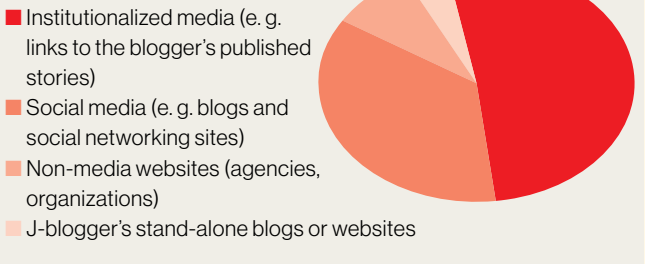 Institutionalized media (e. g.
links to the blogger's published
stories)
Social media (e. g. blogs and
social networking sites)
Non-media websites (agencies,
organizations)
J-blogger's stand-alone blogs or websites